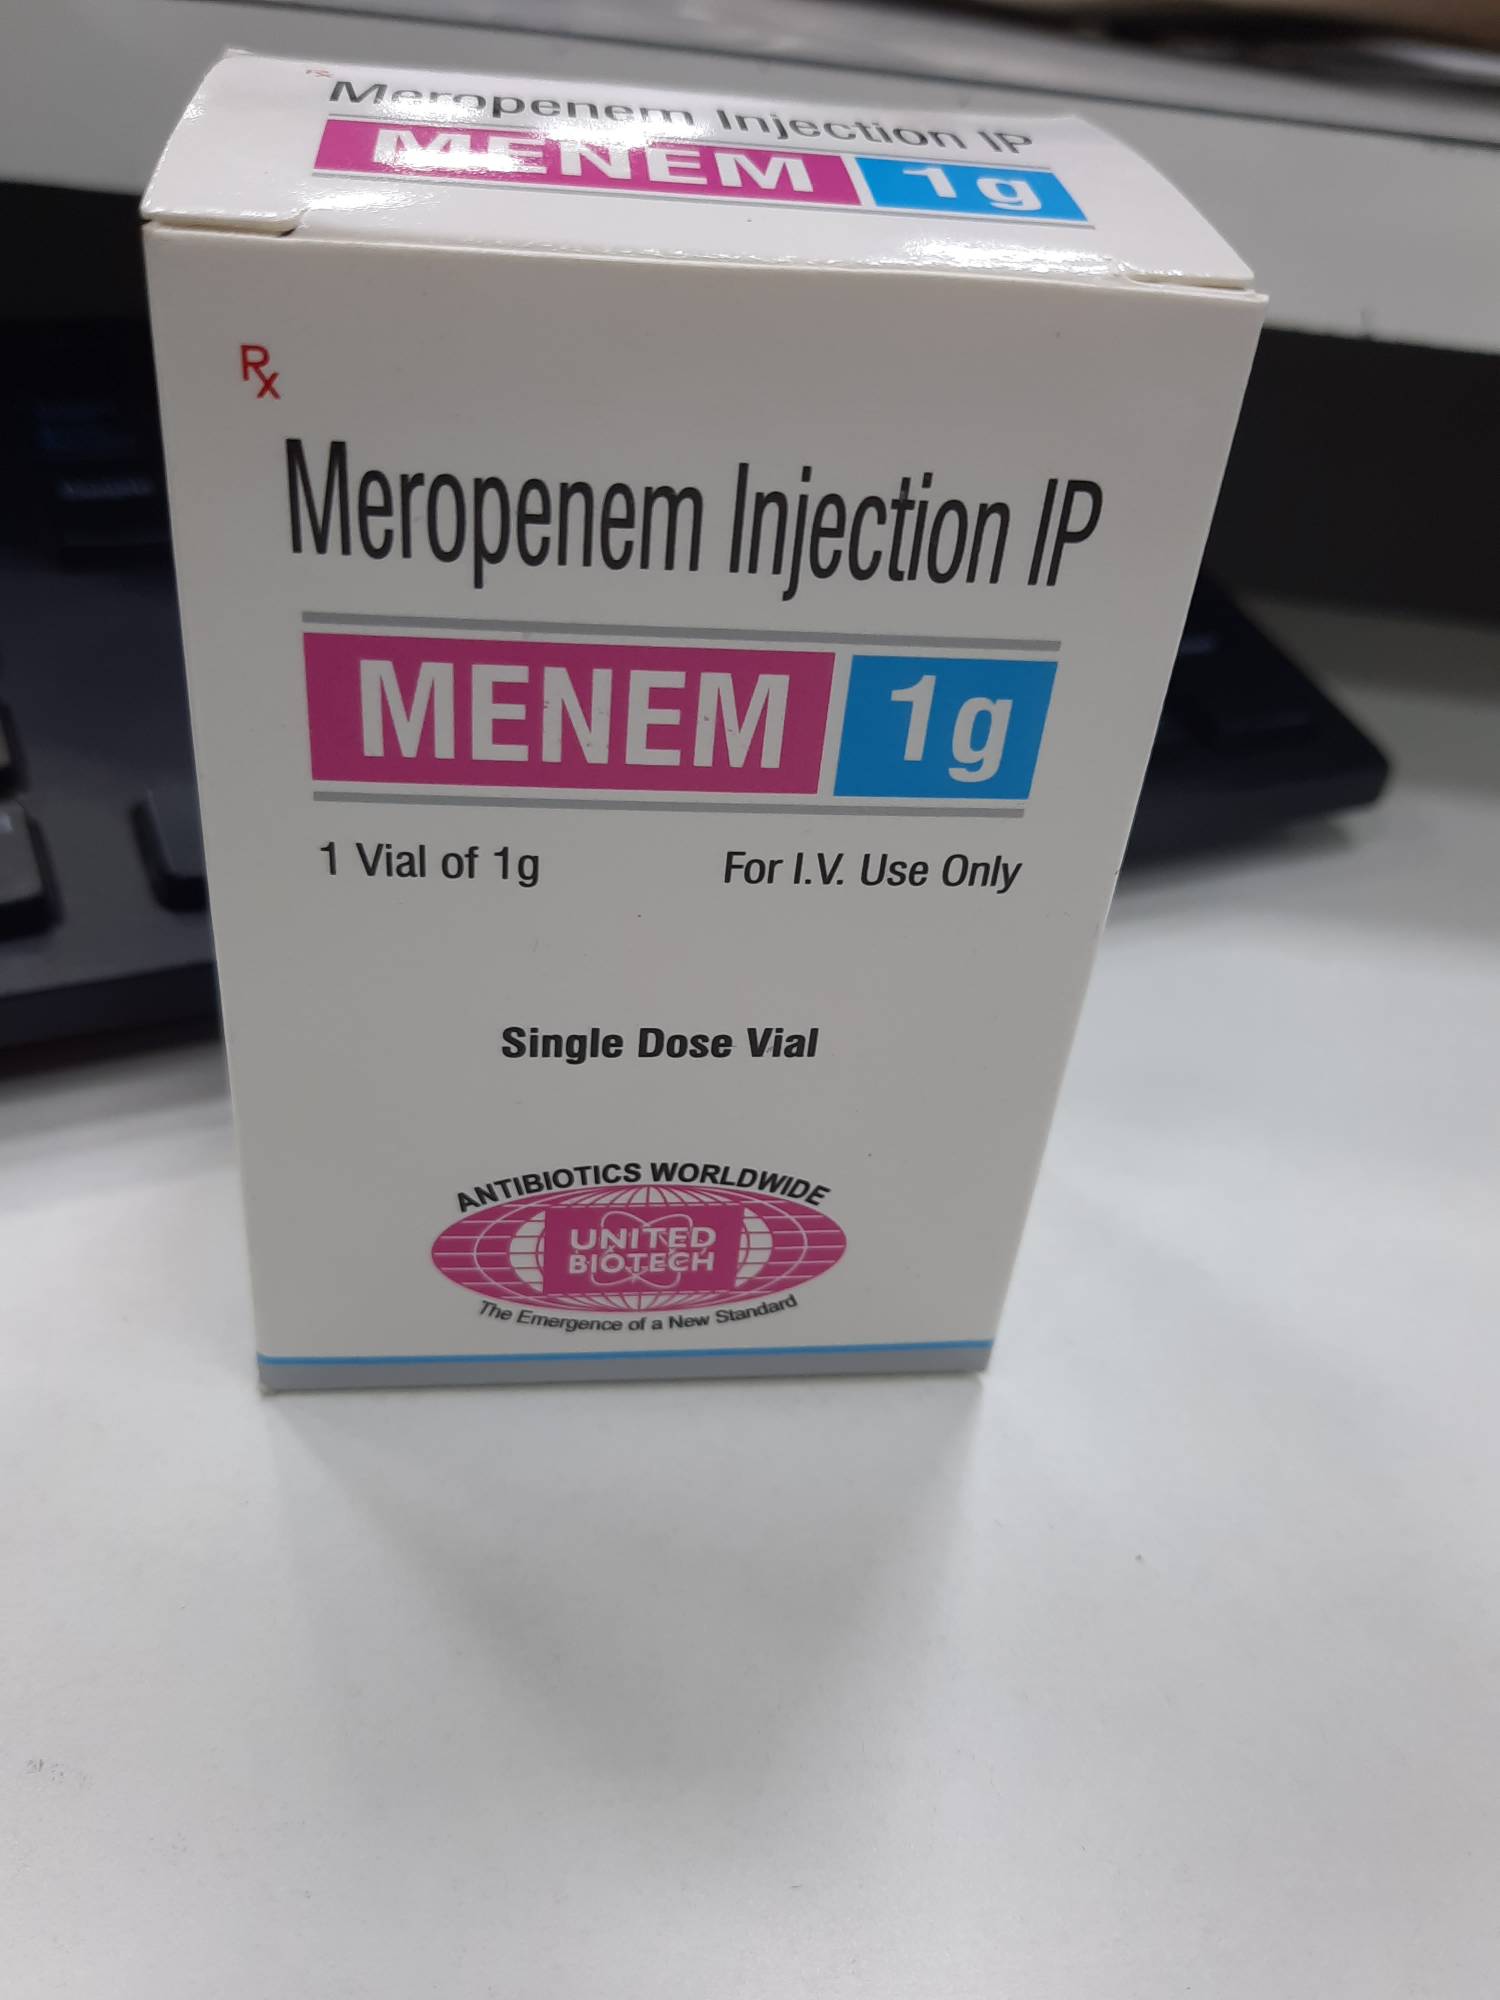 Rx
Meropenem Injection IP
MENEM 1g
Rx
Meropenem Injection IP
MENEM 1g
1 Vial of 1g For I.V. Use Only
Single Dose Vial
ANTIBIOTICS WORLDWIDE
UNITED
BIOTECH
The Emergence of a New Standard